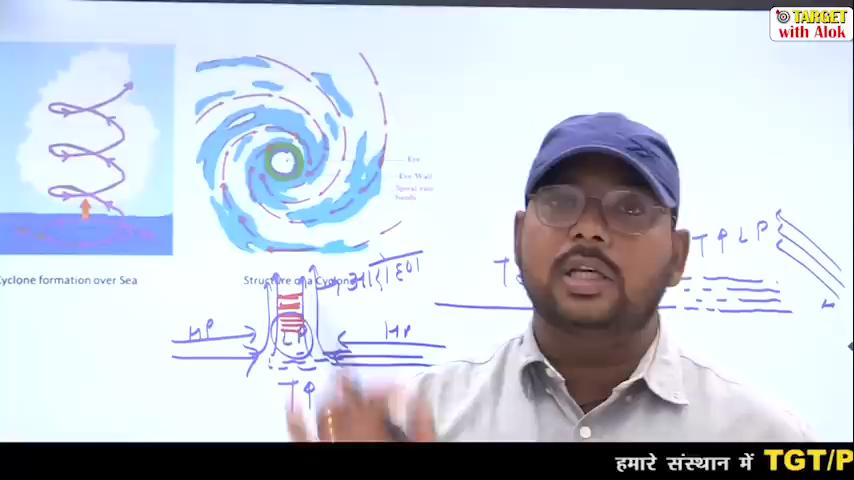 TARGET
with Alok
Eye
Eye Wall
Spiral rain
bands
Cyclone formation over Sea
Structure of a Cyclone
आरोहण
HP
LP
HP
T↑
T↑ LP
हमारे संस्थान में TGT/P